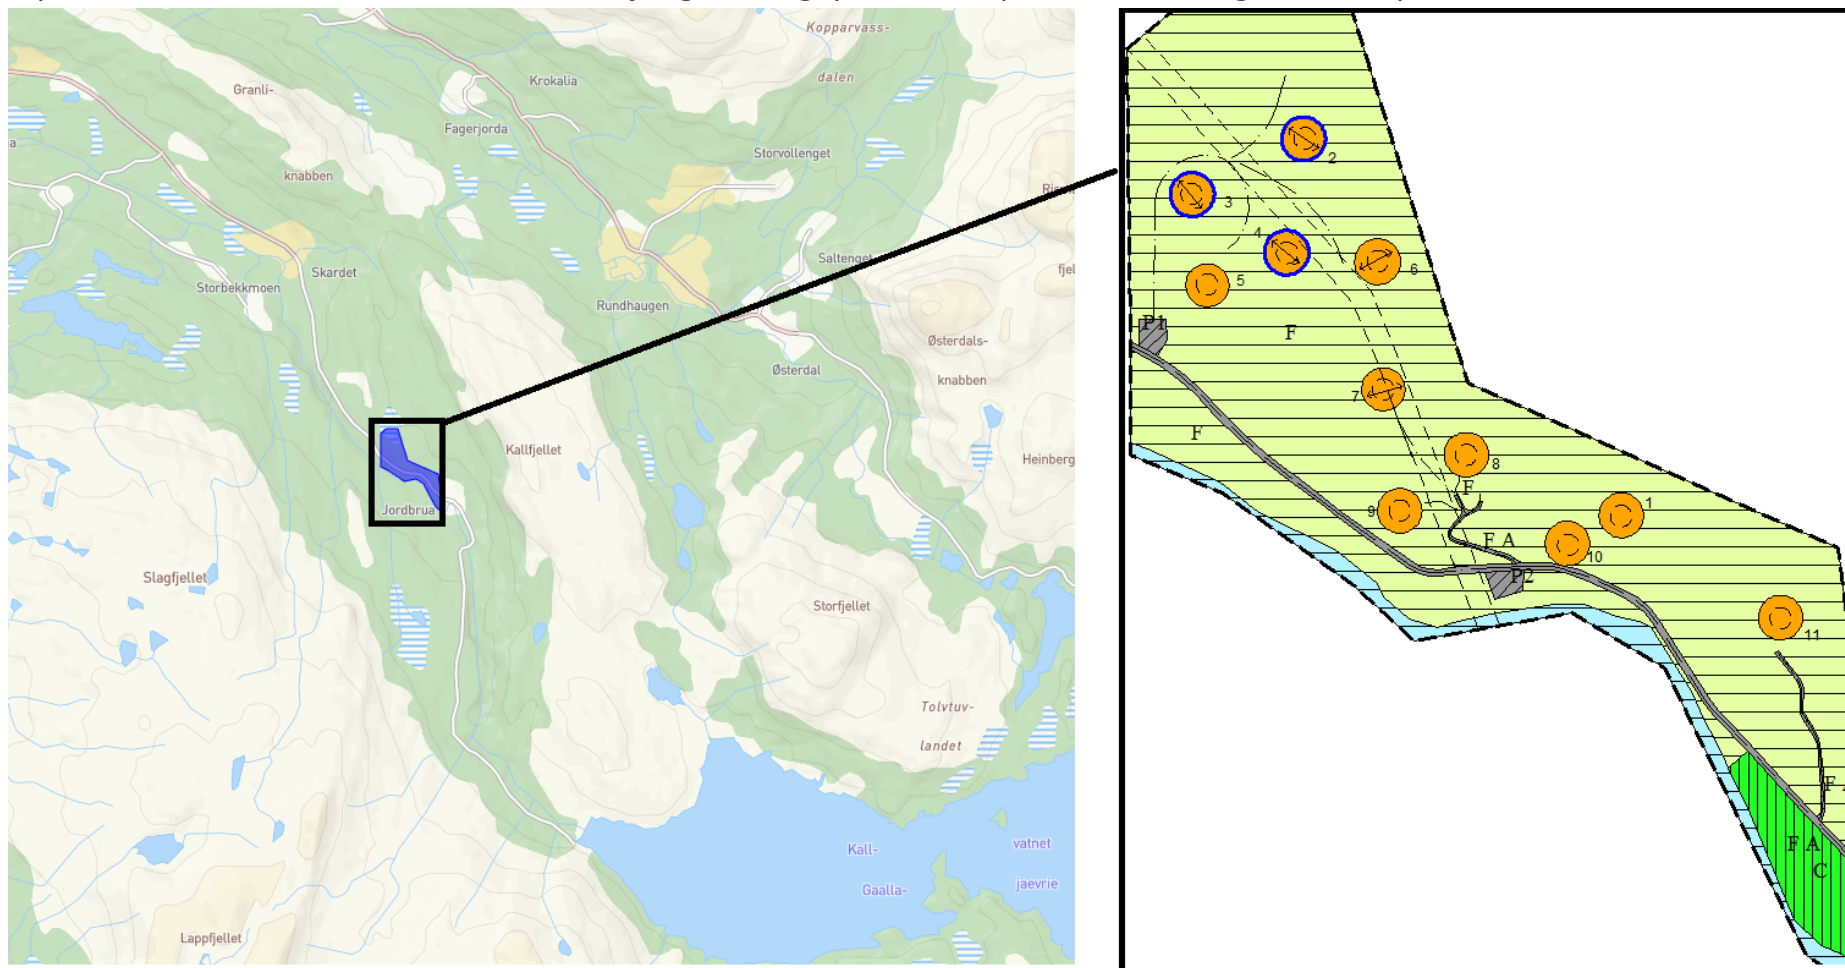 Kopparvass-
dalen
Krokalia
Granli-
knabben
Fagerjorda
Storvollenget
Skardet
Storbekkmoen
Saltenget
Rundhaugen
Østerdals-
knabben
Østerdal
Kallfjellet
Heinberg
Jordbrua
Slagfjellet
Storfjellet
Tolvtuv-
landet
Kall-
vatnet
Gaalla-
jaevrie
Lappfjellet
2
3
4
5
6
P1
F
7
F
8
F
9
1
F A
10
P2
11
F
F A
C